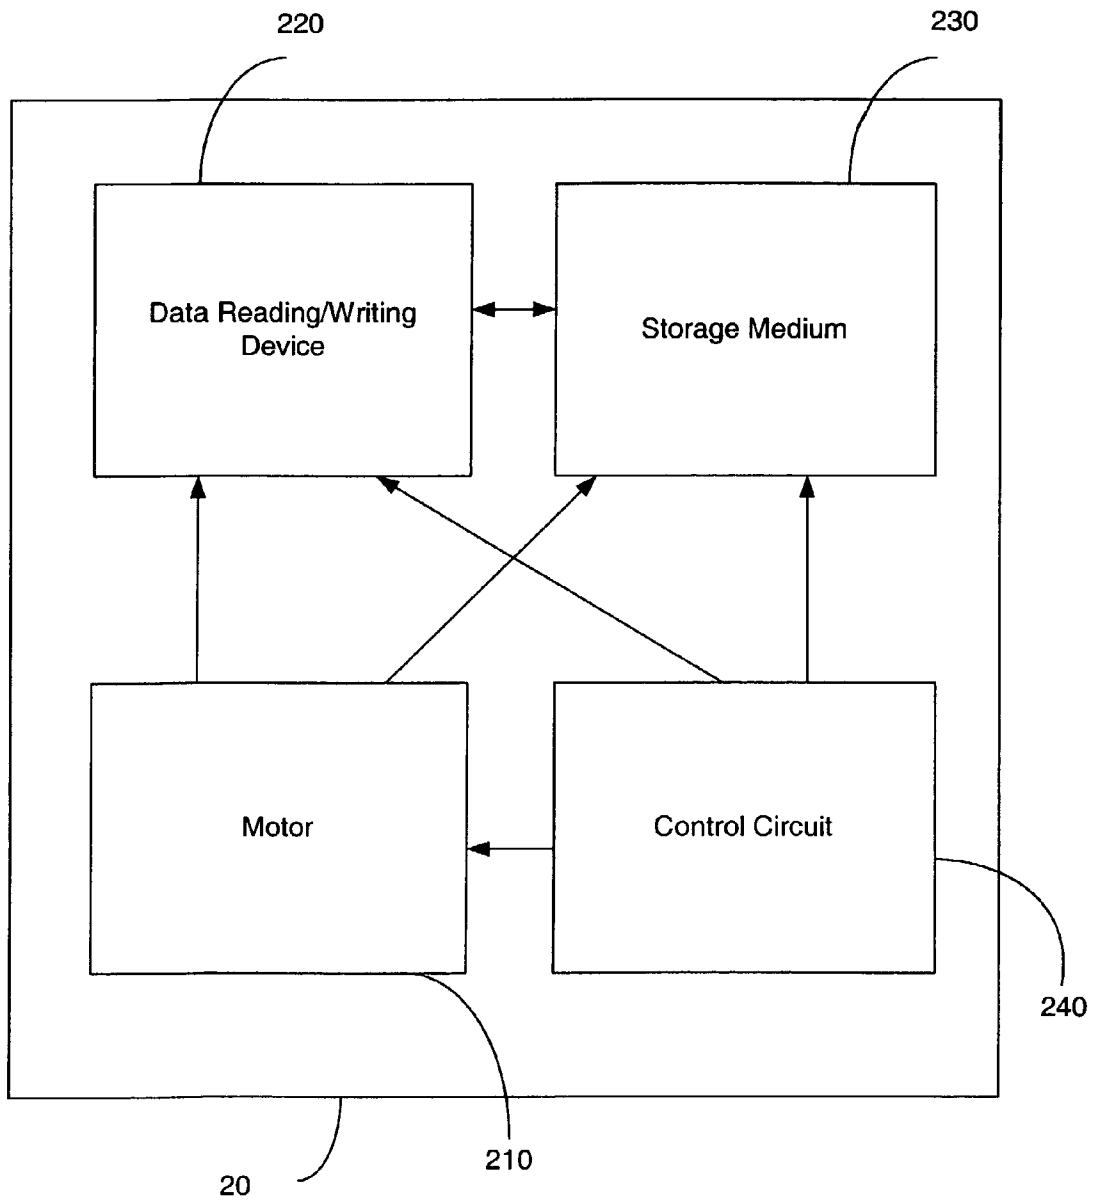 220
230
Data Reading/Writing
Device
Storage Medium
Motor
Control Circuit
240
210
20